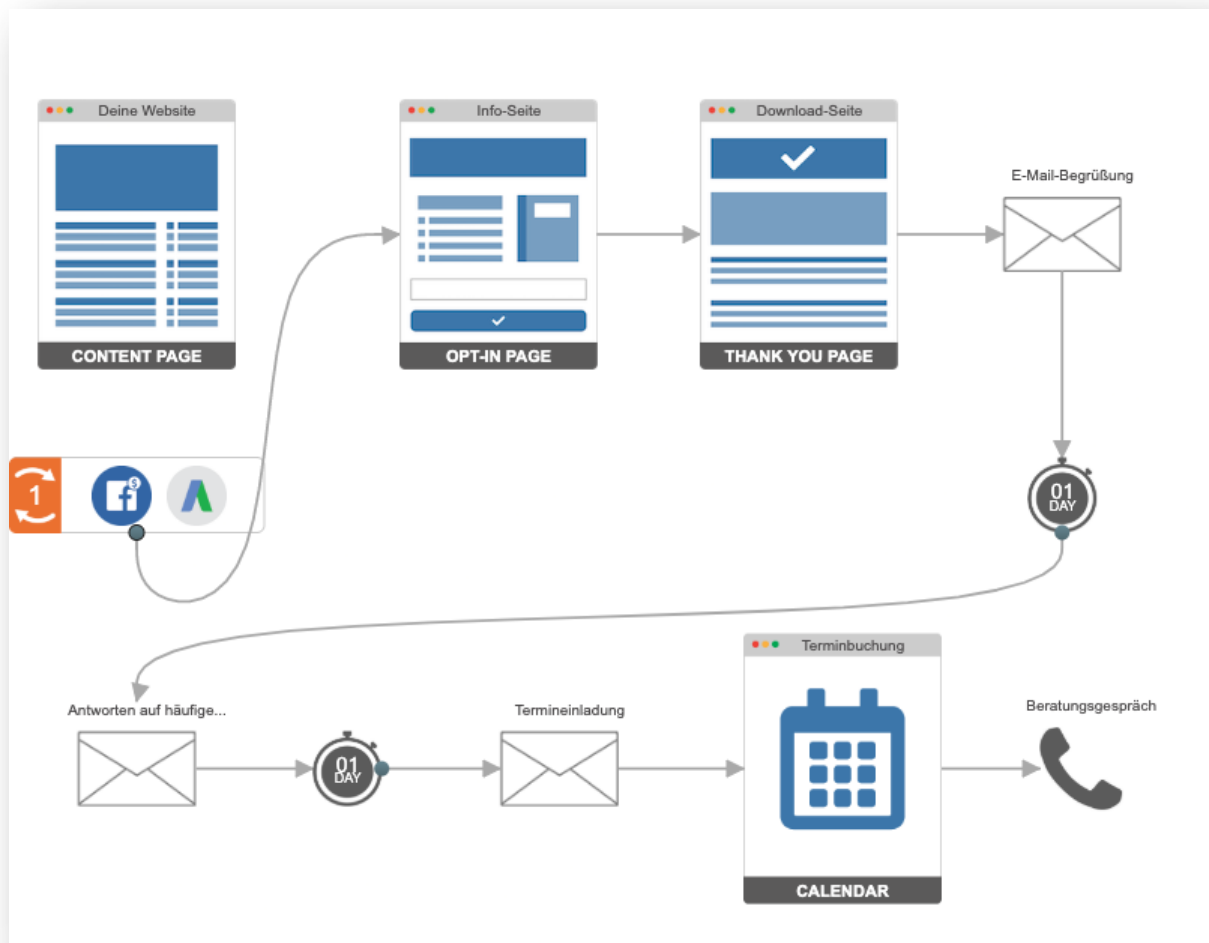 Deine Website
Info-Seite
Download-Seite
E-Mail-Begrüßung
CONTENT PAGE
OPT-IN PAGE
THANK YOU PAGE
1
f
$
01
DAY
Terminbuchung
Antworten auf häufige...
Termineinladung
Beratungsgespräch
01
DAY
CALENDAR